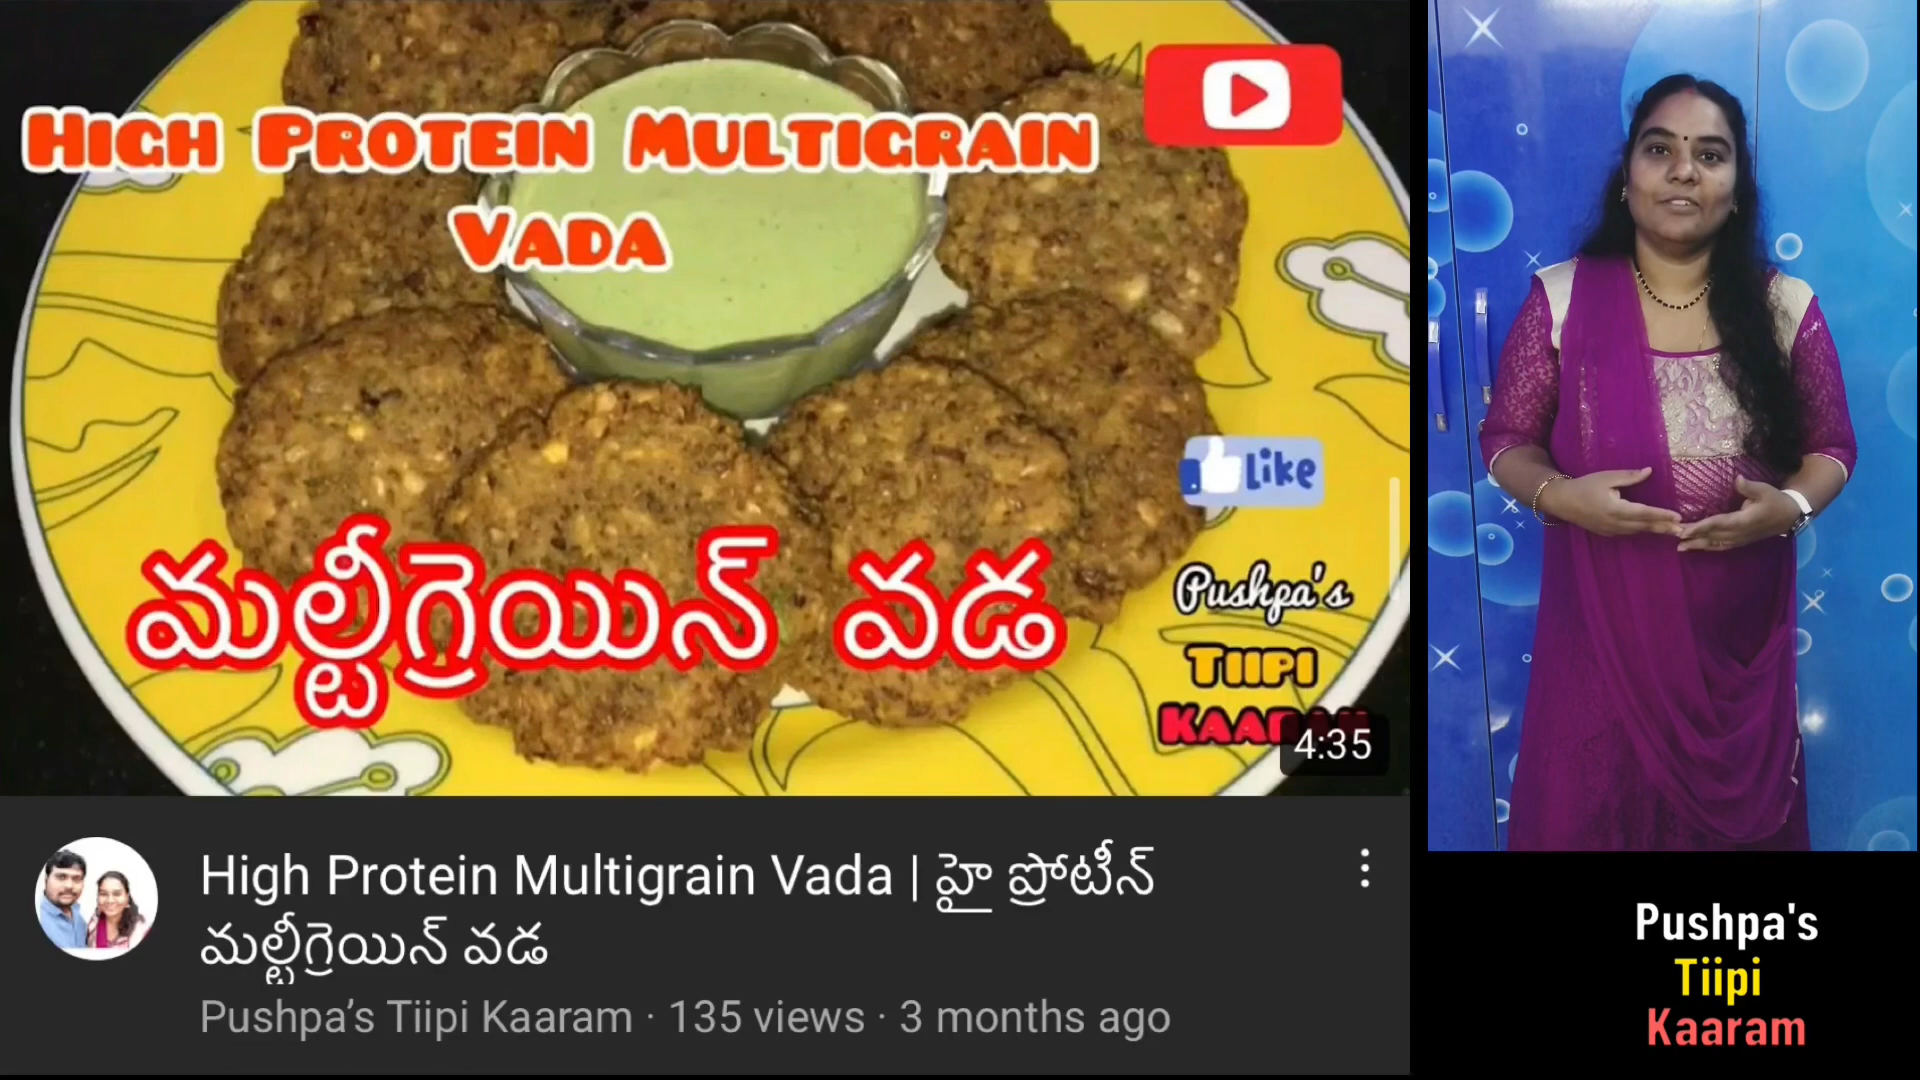 HIGH PROTEIN MULTIGRAIN
VADA
Like
మల్టీగ్రెయిన్ వడ
Pushpa's
TIIPI
4:35
High Protein Multigrain Vada | హై ప్రోటీన్
మల్టీగ్రెయిన్ వడ
Pushpa’s Tiipi Kaaram · 135 views · 3 months ago
Pushpa's
Tiipi
Kaaram